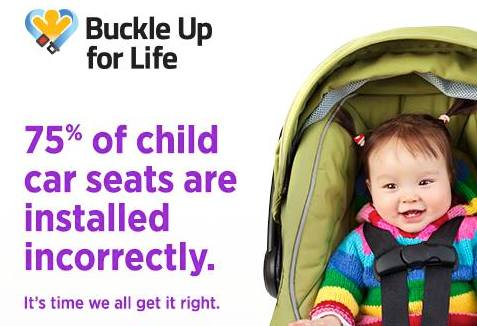 Buckle Up
for Life
75% of child
car seats are
installed
incorrectly.
It's time we all get it right.